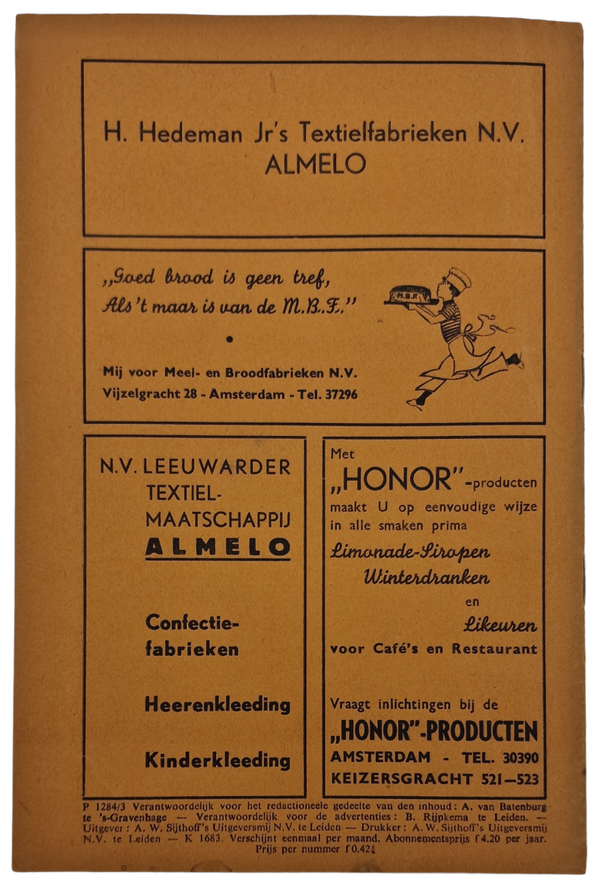 H. Hedeman Jr's Textielfabrieken N.V.
ALMELO
„Goed brood is geen tref,
Als 't maar is van de M.B.F."
M.B.F.
•
Mij voor Meel- en Broodfabrieken N.V.
Vijzelgracht 28 - Amsterdam - Tel. 37296
N.V. LEEUWARDER
TEXTIEL-
MAATSCHAPPIJ
ALMELO
Confectie-
fabrieken
Heerenkleeding
Kinderkleeding
Met
„HONOR"-producten
maakt U op eenvoudige wijze
in alle smaken prima
Limonade-Siropen
Winterdranken
en
Likeuren
voor Café's en Restaurant
Vraagt inlichtingen bij de
„HONOR"-PRODUCTEN
AMSTERDAM - TEL. 30390
KEIZERSGRACHT 521—523
P 1284/3 Verantwoordelijk voor het redactioneele gedeelte van den inhoud : A. van Batenburg
te 's-Gravenhage — Verantwoordelijk voor de advertenties : B. Rijpkema te Leiden. —
Uitgever : A. W. Sijthoff's Uitgeversmij N.V. te Leiden — Drukker : A. W. Sijthoff's Uitgeversmij
N.V. te Leiden — K 1683. Verschijnt eenmaal per maand. Abonnementsprijs f 4.20 per jaar.
Prijs per nummer f 0.42½